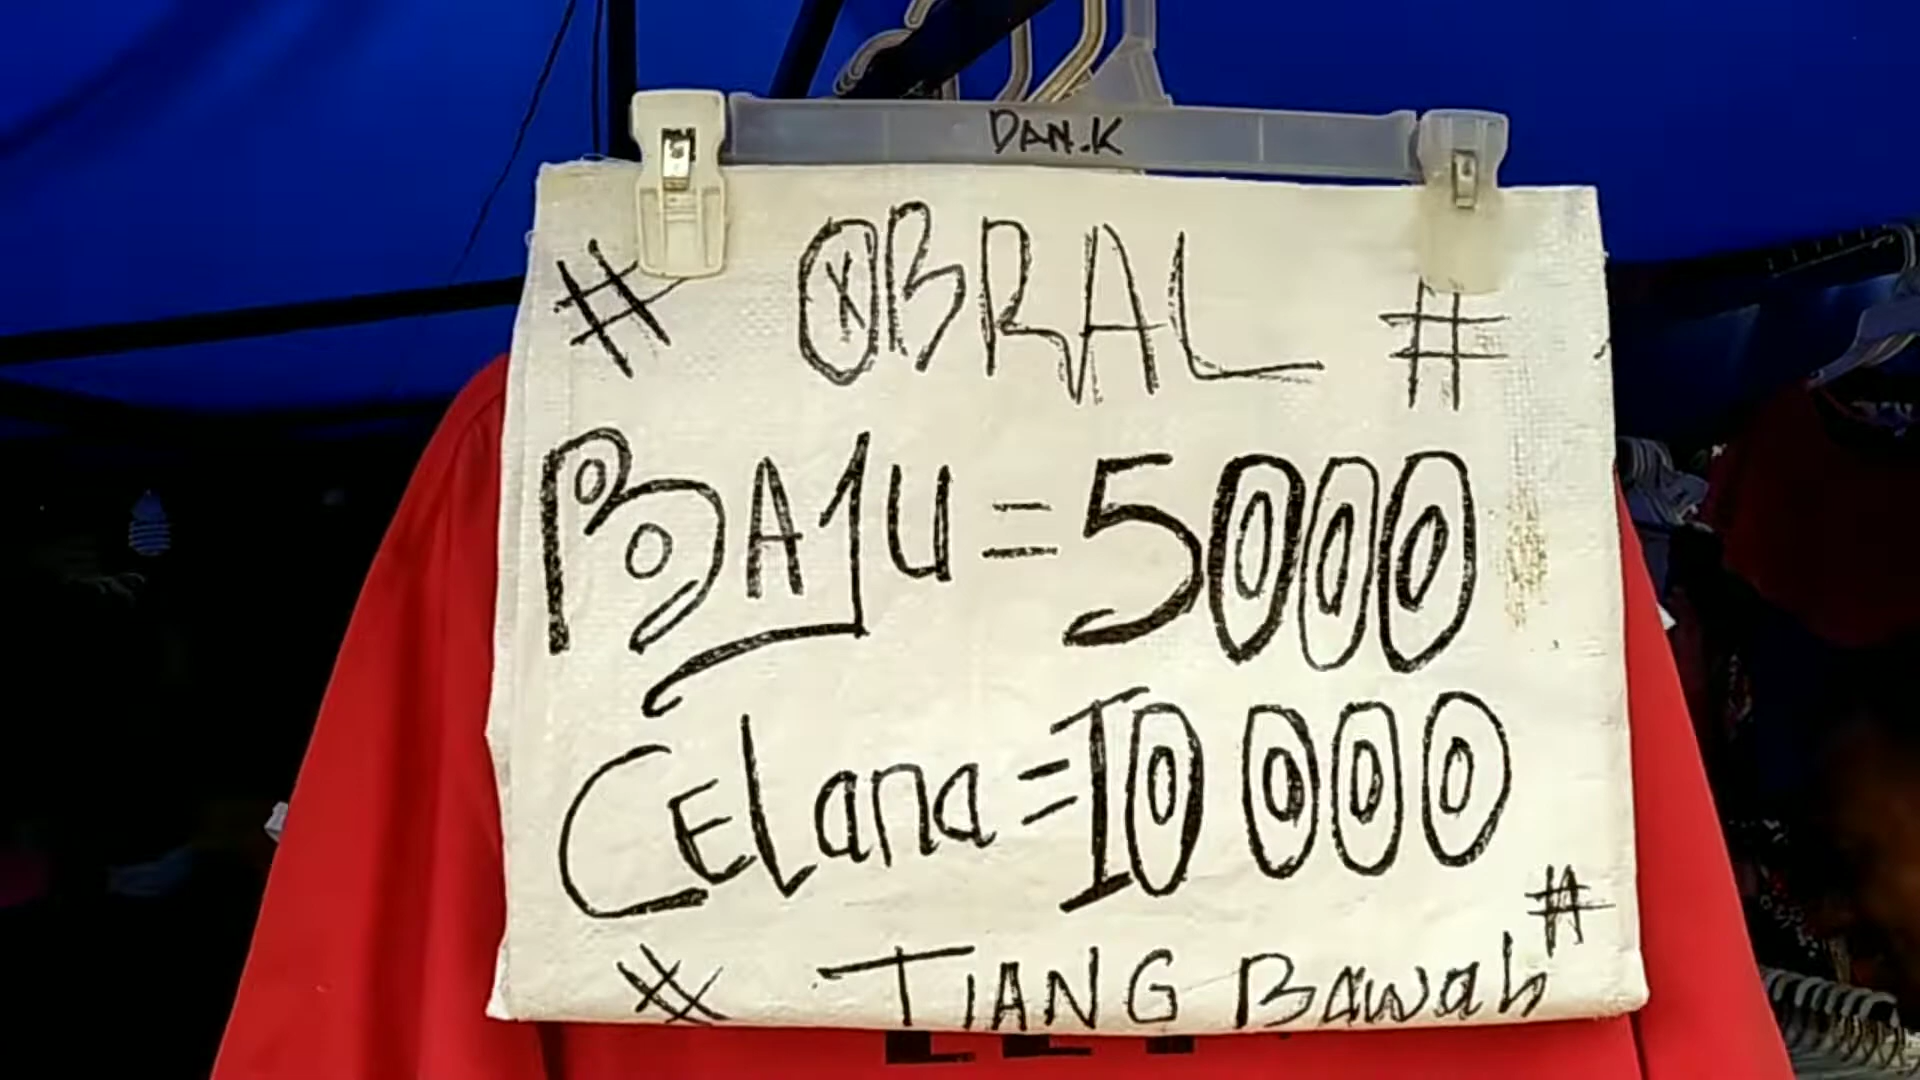 DAN.K
# OBRAL #
BAJU = 5000
CELana = 10 000
# TIANG Bawah #